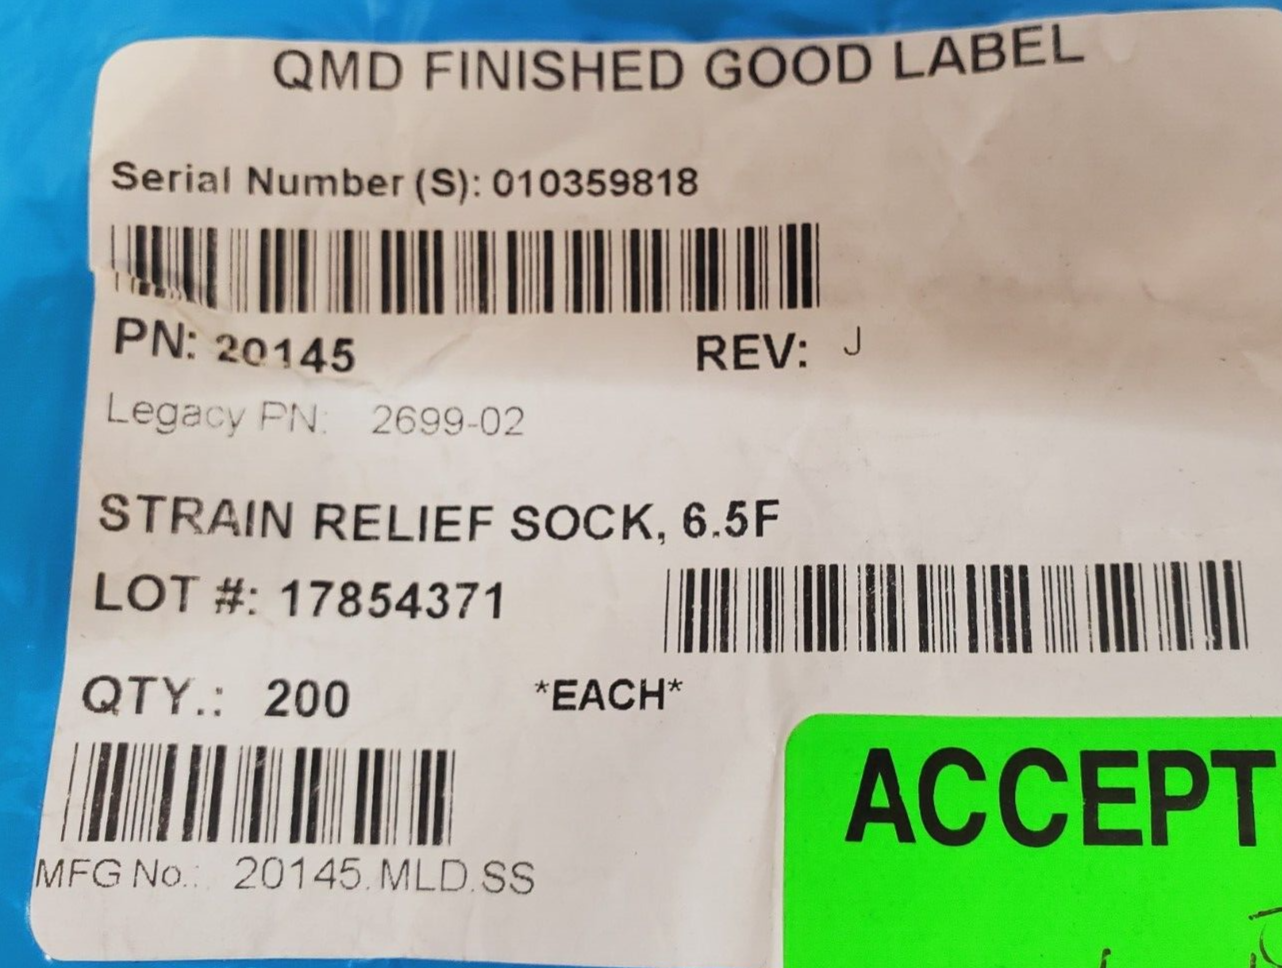 QMD FINISHED GOOD LABEL
Serial Number (S): 010359818
PN: 20145 REV: J
Legacy PN: 2699-02
STRAIN RELIEF SOCK, 6.5F
LOT #: 17854371
QTY.: 200 *EACH*
ACCEPT
MFG No.: 20145.MLD.SS